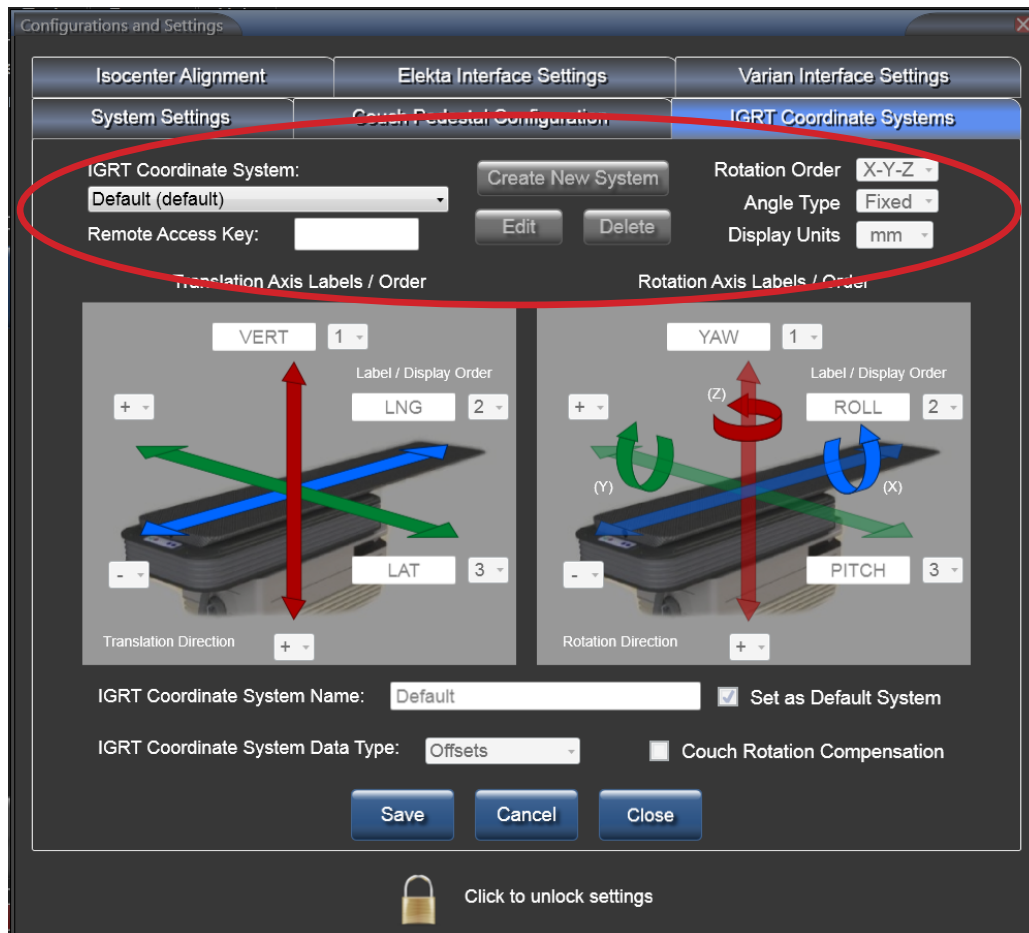 Configurations and Settings
Isocenter Alignment Elekta Interface Settings Varian Interface Settings
System Settings Couch Pedestal Configuration IGRT Coordinate Systems
IGRT Coordinate System: Create New System Rotation Order X-Y-Z
Default (default) Angle Type Fixed
Remote Access Key: Edit Delete Display Units mm
Translation Axis Labels / Order Rotation Axis Labels / Order
VERT 1 YAW 1
Label / Display Order Label / Display Order
+ LNG 2 + (Z) ROLL 2
(Y) (X)
- LAT 3 - PITCH 3
Translation Direction + Rotation Direction +
IGRT Coordinate System Name: Default Set as Default System
IGRT Coordinate System Data Type: Offsets Couch Rotation Compensation
Save Cancel Close
Click to unlock settings